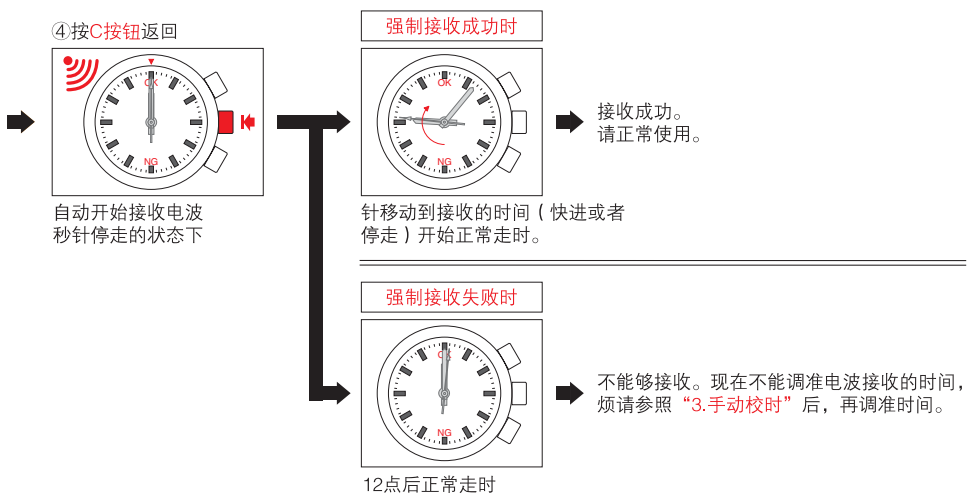 ④按C按钮返回
OK
NG
自动开始接收电波
秒针停走的状态下
强制接收成功时
OK
NG
针移动到接收的时间（快进或者
停走）开始正常走时。
接收成功。
请正常使用。
强制接收失败时
OK
NG
12点后正常走时
不能够接收。现在不能调准电波接收的时间，
烦请参照“3.手动校时”后，再调准时间。